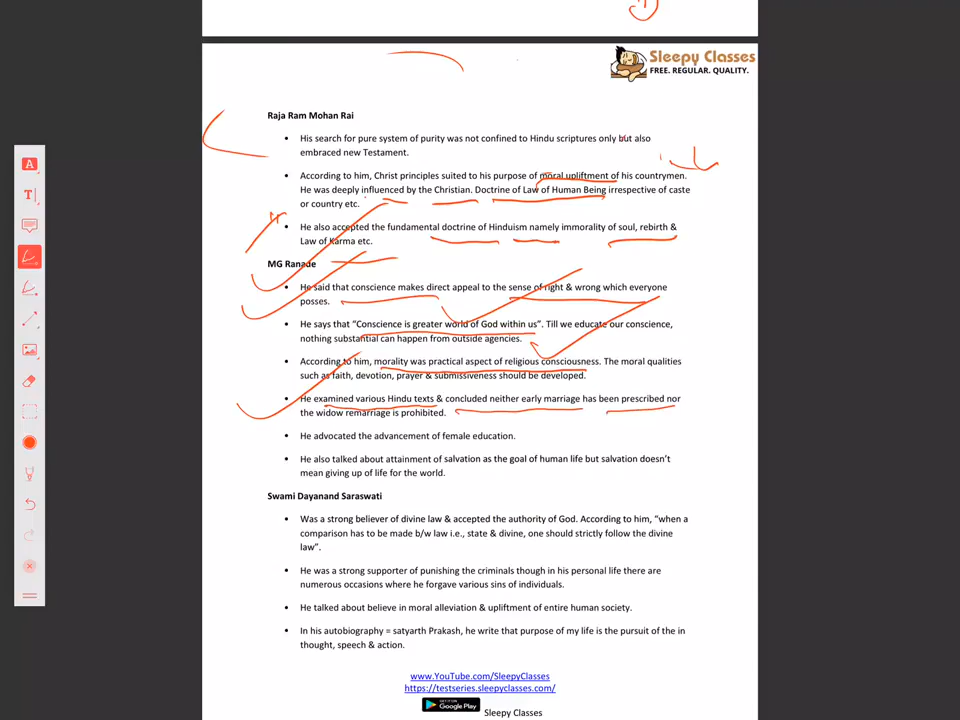 Sleepy Classes
FREE. REGULAR. QUALITY.
Raja Ram Mohan Rai
• His search for pure system of purity was not confined to Hindu scriptures only but also
embraced new Testament.
• According to him, Christ principles suited to his purpose of moral upliftment of his countrymen.
He was deeply influenced by the Christian. Doctrine of Law of Human Being irrespective of caste
or country etc.
• He also accepted the fundamental doctrine of Hinduism namely immorality of soul, rebirth &
Law of Karma etc.
MG Ranade
• He said that conscience makes direct appeal to the sense of right & wrong which everyone
posses.
• He says that “Conscience is greater world of God within us”. Till we educate our conscience,
nothing substantial can happen from outside agencies.
• According to him, morality was practical aspect of religious consciousness. The moral qualities
such as faith, devotion, prayer & submissiveness should be developed.
• He examined various Hindu texts & concluded neither early marriage has been prescribed nor
the widow remarriage is prohibited.
• He advocated the advancement of female education.
• He also talked about attainment of salvation as the goal of human life but salvation doesn’t
mean giving up of life for the world.
Swami Dayanand Saraswati
• Was a strong believer of divine law & accepted the authority of God. According to him, “when a
comparison has to be made b/w law i.e., state & divine, one should strictly follow the divine
law”.
• He was a strong supporter of punishing the criminals though in his personal life there are
numerous occasions where he forgave various sins of individuals.
• He talked about believe in moral alleviation & upliftment of entire human society.
• In his autobiography = satyarth Prakash, he write that purpose of my life is the pursuit of the in
thought, speech & action.
www.YouTube.com/SleepyClasses
https://testseries.sleepyclasses.com/
GET IT ON
Google Play
Sleepy Classes
A
T